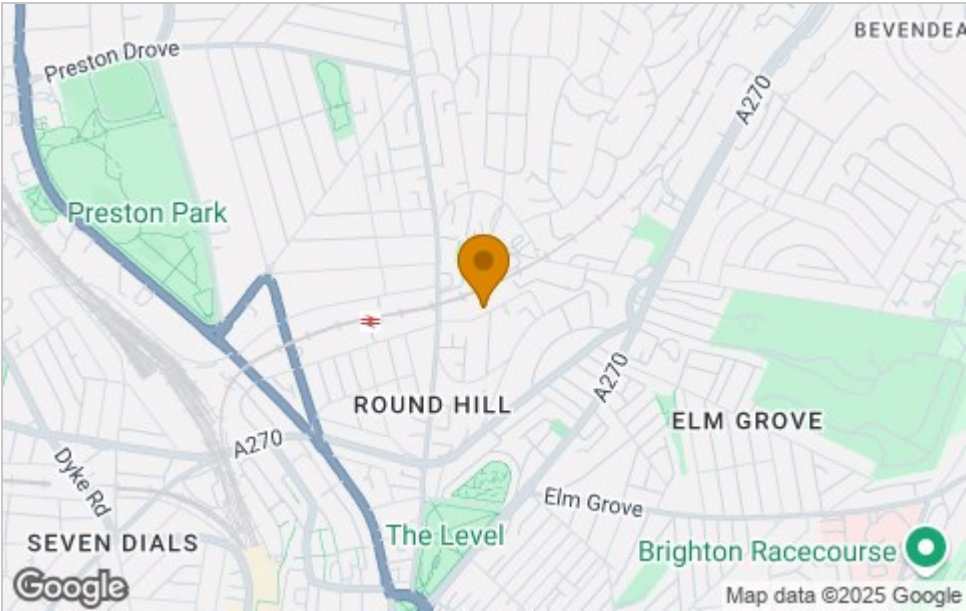 BEVENDEA
Preston Drove
A270
Preston Park
ROUND HILL
A270
ELM GROVE
A270
Dyke Rd
Elm Grove
The Level
SEVEN DIALS
Brighton Racecourse
Google
Map data ©2025 Google